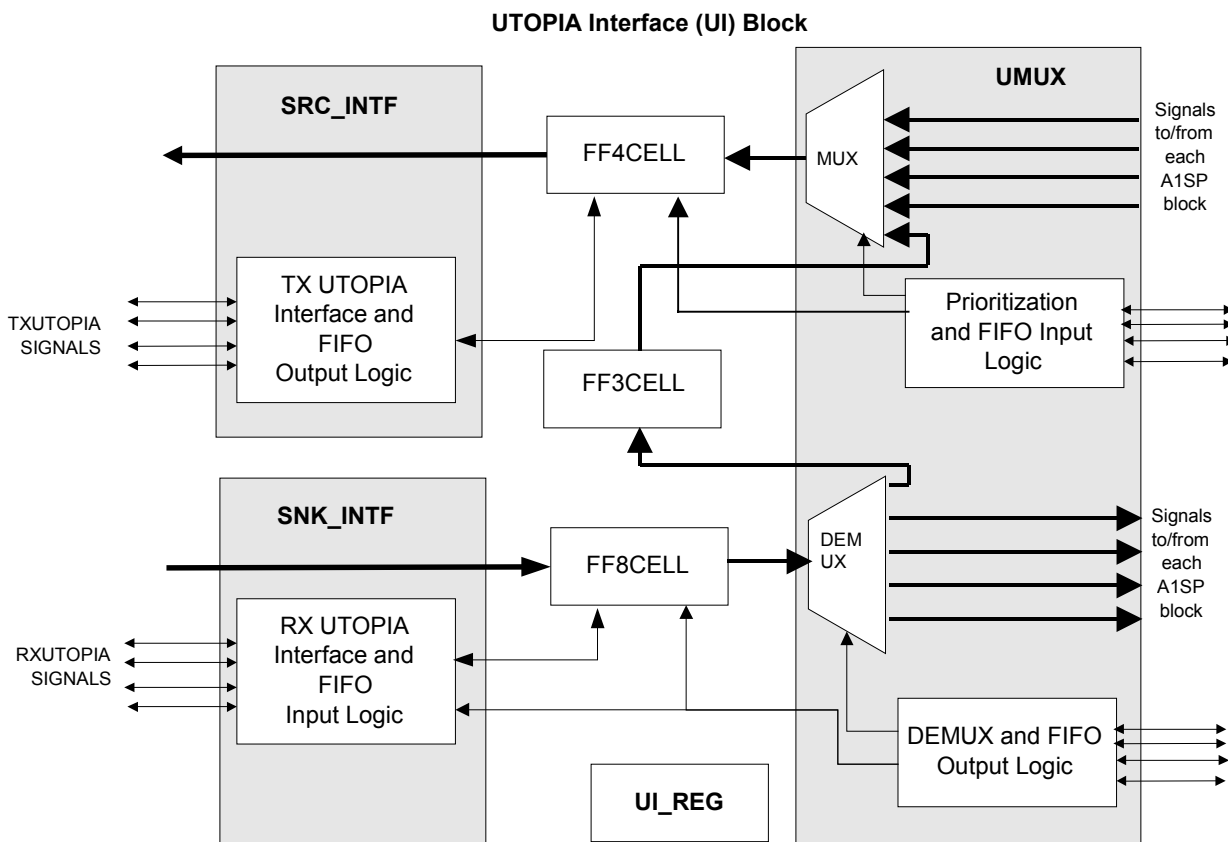 UTOPIA Interface (UI) Block
SRC_INTF
UMUX
FF4CELL
MUX
Signals
to/from
each
A1SP
block
TX UTOPIA
Interface and
FIFO
Output Logic
TXUTOPIA
SIGNALS
Prioritization
and FIFO Input
Logic
FF3CELL
SNK_INTF
FF8CELL
DEM
UX
Signals
to/from
each
A1SP
block
RX UTOPIA
Interface and
FIFO
Input Logic
RXUTOPIA
SIGNALS
DEMUX and FIFO
Output Logic
UI_REG